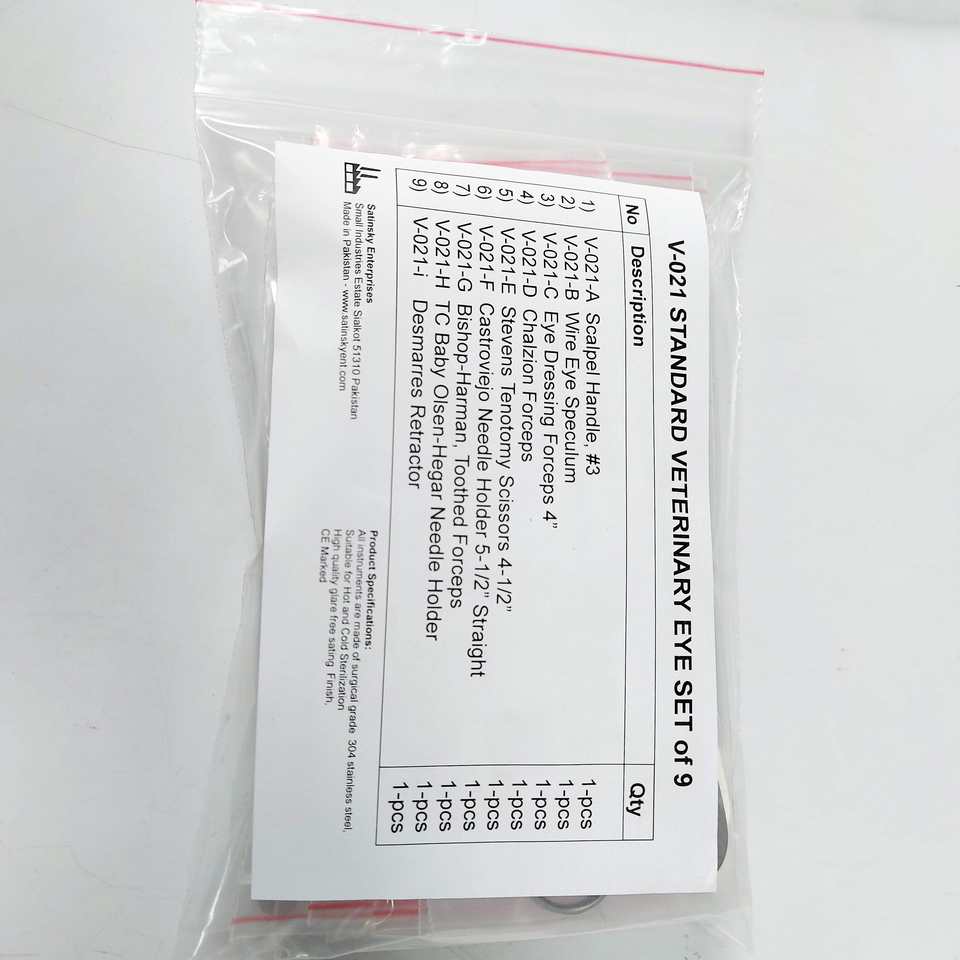 V-021 STANDARD VETERINARY EYE SET of 9
No Description Qty
1) V-021-A Scalpel Handle, #3 1-pcs
2) V-021-B Wire Eye Speculum 1-pcs
3) V-021-C Eye Dressing Forceps 4” 1-pcs
4) V-021-D Chalzion Forceps 1-pcs
5) V-021-E Stevens Tenotomy Scissors 4-1/2” 1-pcs
6) V-021-F Castroviejo Needle Holder 5-1/2” Straight 1-pcs
7) V-021-G Bishop-Harman, Toothed Forceps 1-pcs
8) V-021-H TC Baby Olsen-Hegar Needle Holder 1-pcs
9) V-021-i Desmarres Retractor 1-pcs
Satinsky Enterprises
Small Industries Estate Sialkot 51310 Pakistan
Made in Pakistan - www.satinskyent.com
Product Specifications:
All instruments are made of surgical grade 304 stainless steel,
Suitable for Hot and Cold Sterilization
High quality glare free sating Finish,
CE Marked